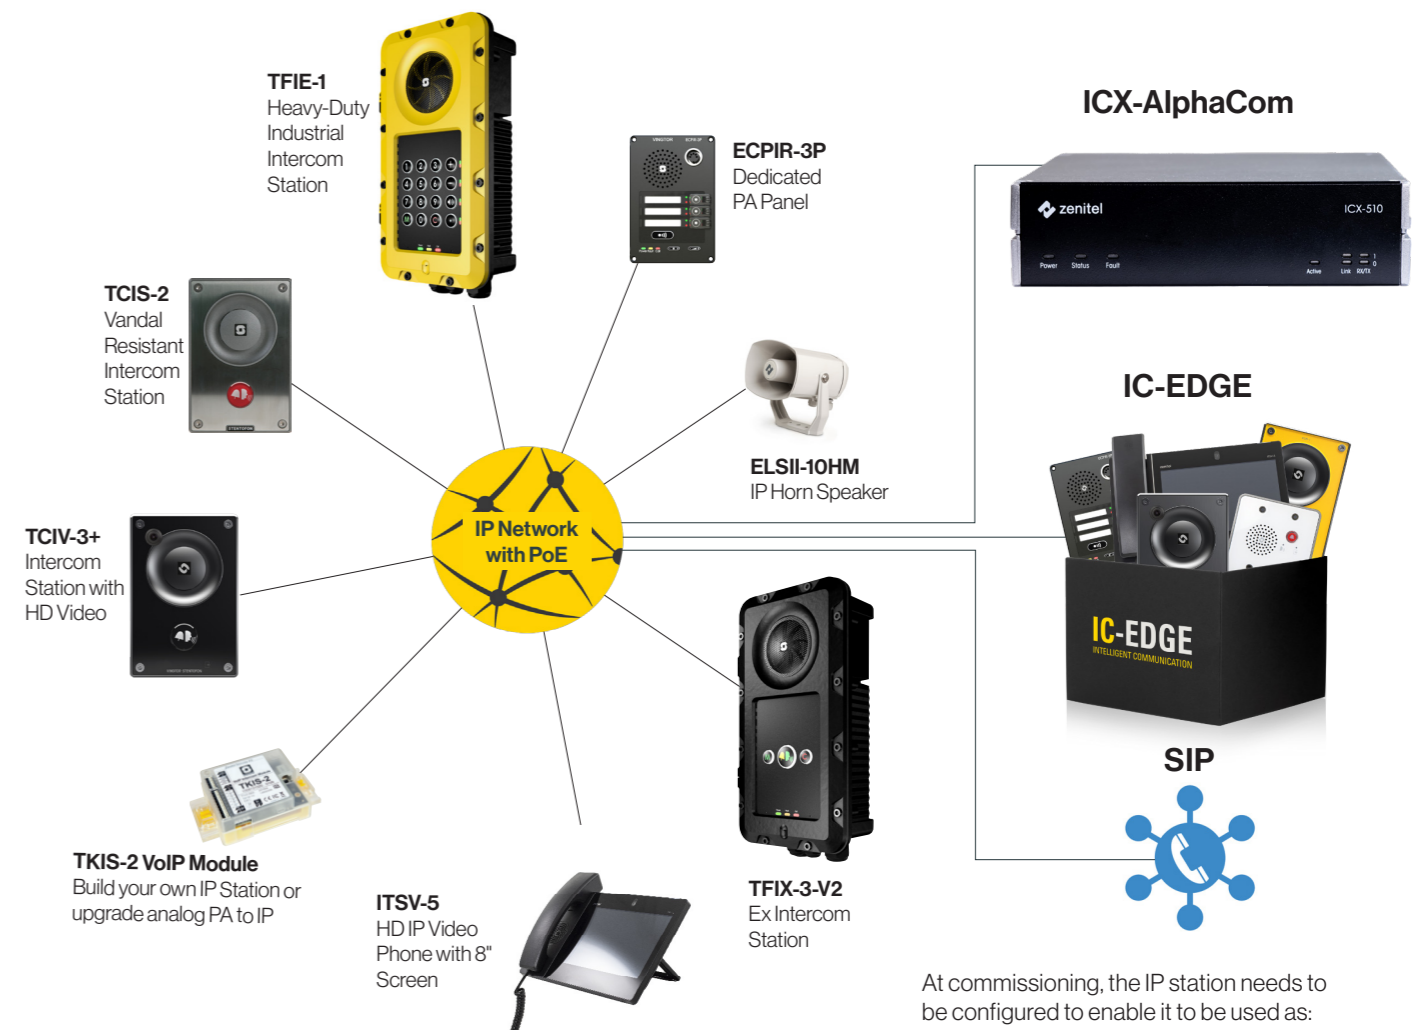 TFIE-1
Heavy-Duty
Industrial
Intercom
Station
ECPIR-3P
Dedicated
PA Panel
ICX-AlphaCom
zenitel
ICX-510
Power
Status
Fault
Active
Link
RX/TX
1
0
TCIS-2
Vandal
Resistant
Intercom
Station
STENTOFON
ELSII-10HM
IP Horn Speaker
IC-EDGE
IP Network
with PoE
TCIV-3+
Intercom
Station with
HD Video
IC-EDGE
INTELLIGENT COMMUNICATION
SIP
TKIS-2
TKIS-2 VoIP Module
Build your own IP Station or
upgrade analog PA to IP
ITSV-5
HD IP Video
Phone with 8"
Screen
TFIX-3-V2
Ex Intercom
Station
At commissioning, the IP station needs to
be configured to enable it to be used as: